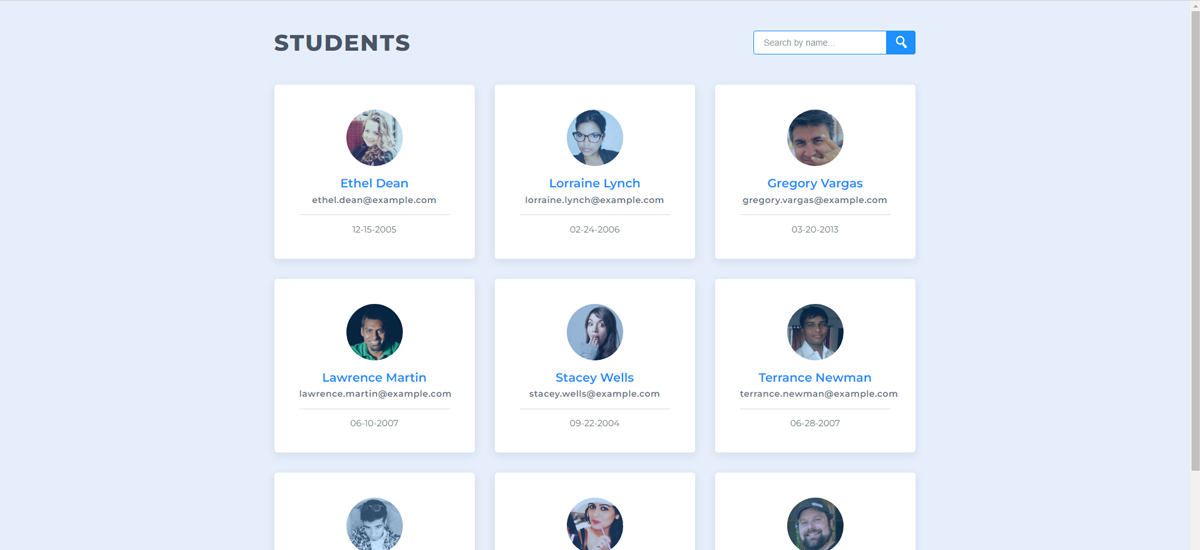 STUDENTS
Search by name...
Ethel Dean
ethel.dean@example.com
12-15-2005
Lorraine Lynch
lorraine.lynch@example.com
02-24-2006
Gregory Vargas
gregory.vargas@example.com
03-20-2013
Lawrence Martin
lawrence.martin@example.com
06-10-2007
Stacey Wells
stacey.wells@example.com
09-22-2004
Terrance Newman
terrance.newman@example.com
06-28-2007